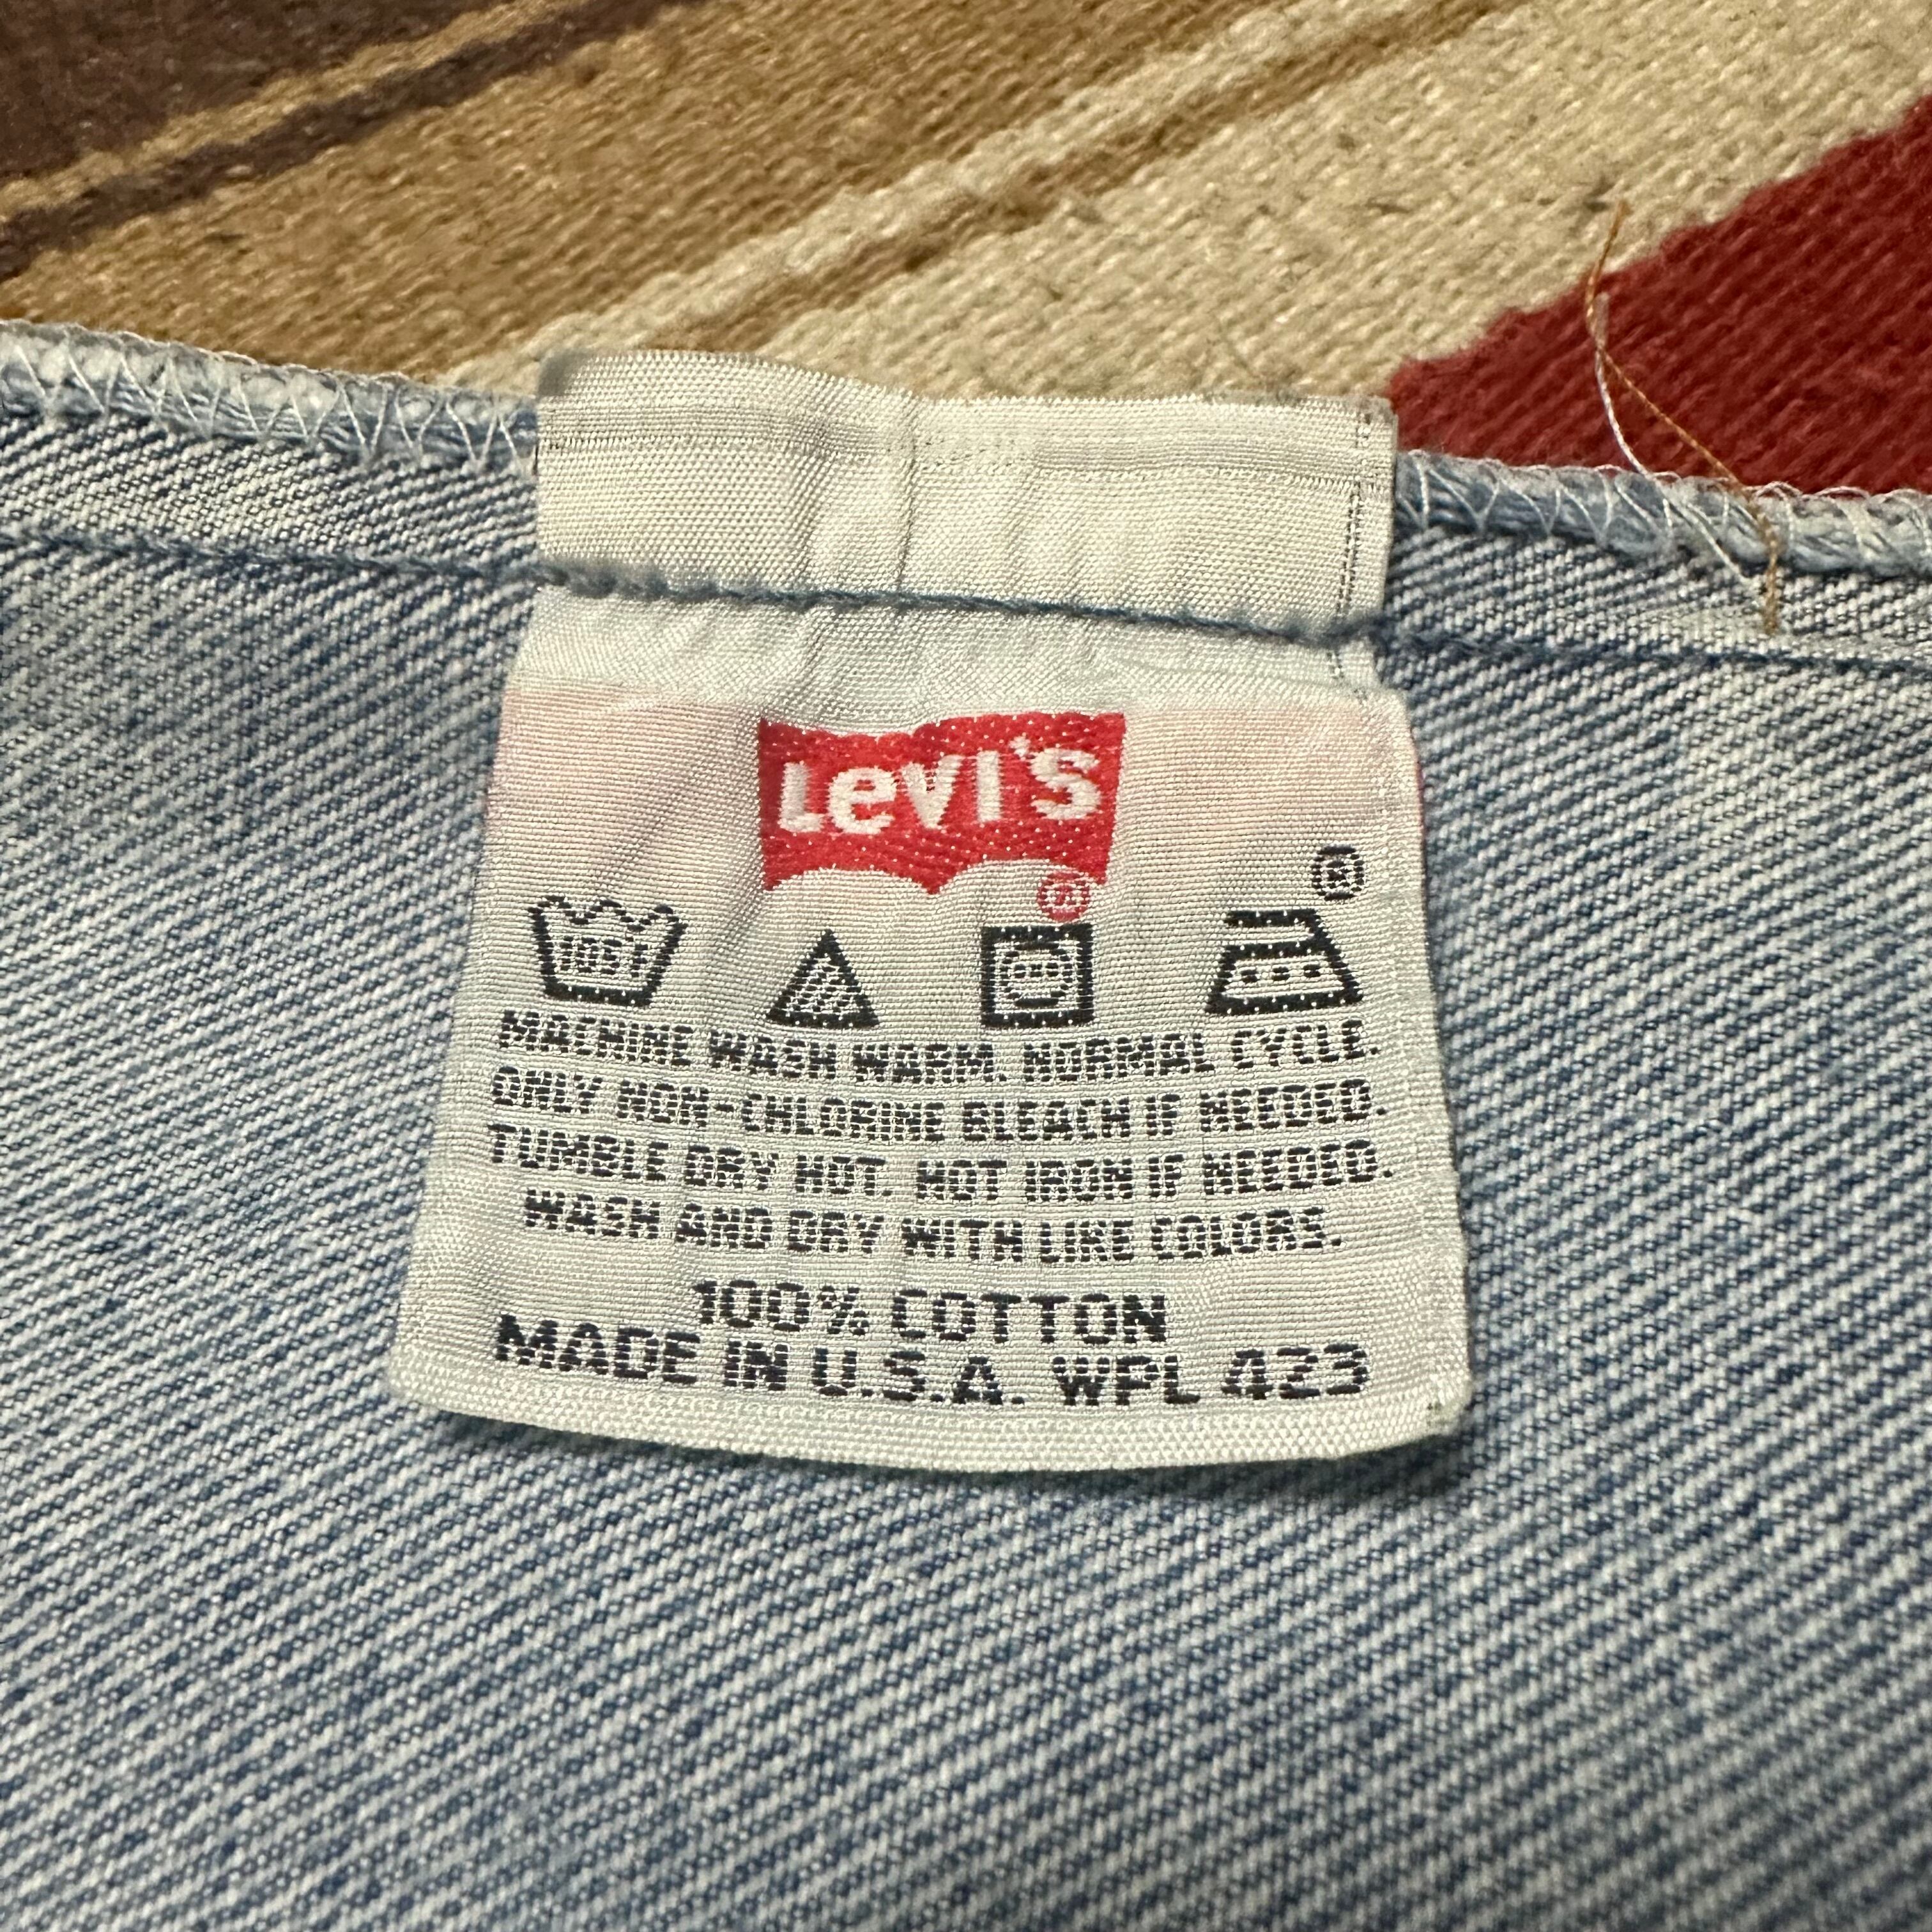 LEVI'S
®
®
105F
MACHINE WASH WARM. NORMAL CYCLE.
ONLY NON-CHLORINE BLEACH IF NEEDED.
TUMBLE DRY HOT. HOT IRON IF NEEDED.
WASH AND DRY WITH LIKE COLORS.
100% COTTON
MADE IN U.S.A. WPL 423